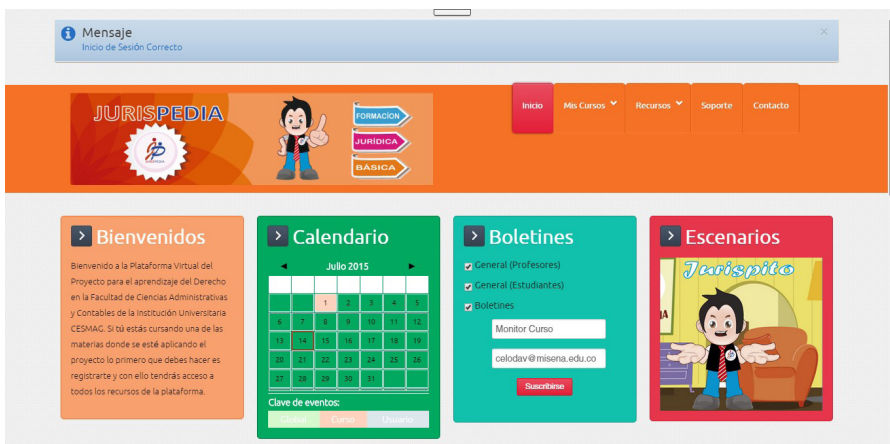 Mensaje
Inicio de Sesión Correcto
JURISPEDIA
FORMACIÓN
JURÍDICA
BÁSICA
Inicio
Mis Cursos
Recursos
Soporte
Contacto
Bienvenidos
Bienvenido a la Plataforma Virtual del
Proyecto para el aprendizaje del Derecho
en la Facultad de Ciencias Administrativas
y Contables de la Institución Universitaria
CESMAG. Si tú estás cursando una de las
materias donde se esté aplicando el
proyecto lo primero que debes hacer es
registrarte y con ello tendrás acceso a
todos los recursos de la plataforma.
Calendario
Julio 2015
1 2 3 4 5
6 7 8 9 10 11 12
13 14 15 16 17 18 19
20 21 22 23 24 25 26
27 28 29 30 31
Clave de eventos:
Global Curso Usuario
Boletines
General (Profesores)
General (Estudiantes)
Boletines
Monitor Curso
celodav@misena.edu.co
Suscribirse
Escenarios
Jurispito